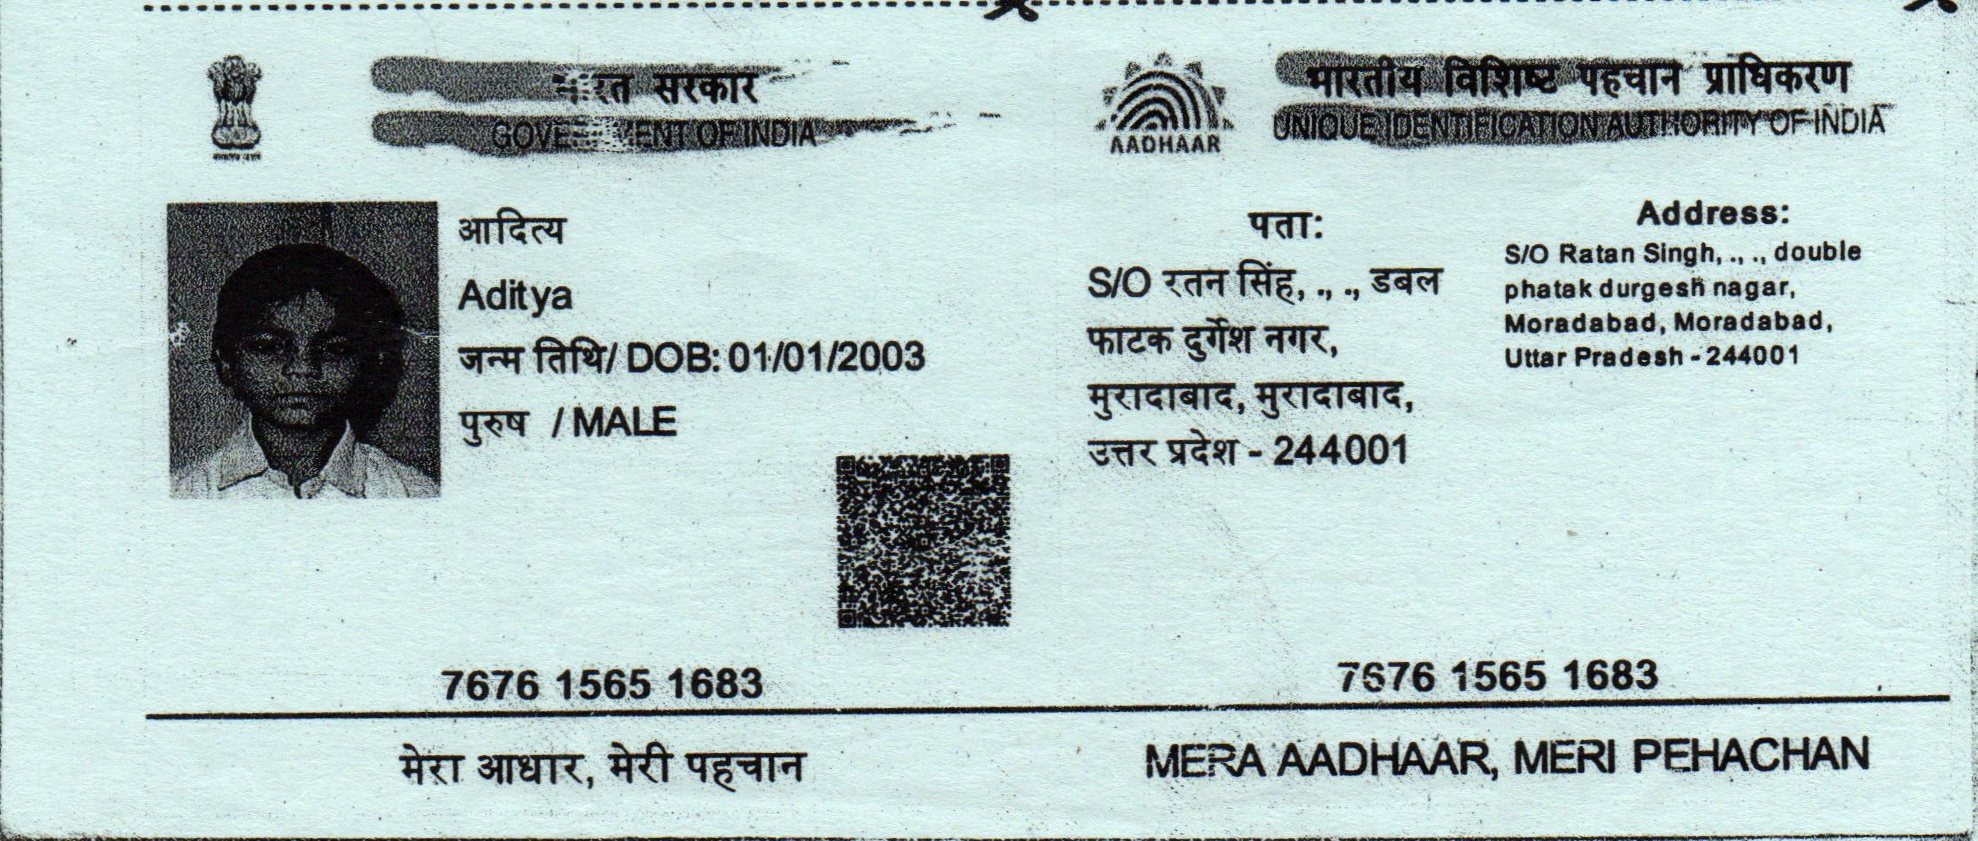 भारत सरकार
GOVERNMENT OF INDIA
आदित्य
Aditya
जन्म तिथि/ DOB: 01/01/2003
पुरुष / MALE
7676 1565 1683
मेरा आधार, मेरी पहचान
भारतीय विशिष्ट पहचान प्राधिकरण
UNIQUE IDENTIFICATION AUTHORITY OF INDIA
AADHAAR
पता:
S/O रतन सिंह, ., ., डबल
फाटक दुर्गेश नगर,
मुरादाबाद, मुरादाबाद,
उत्तर प्रदेश - 244001
Address:
S/O Ratan Singh, ., ., double
phatak durgesh nagar,
Moradabad, Moradabad,
Uttar Pradesh - 244001
7676 1565 1683
MERA AADHAAR, MERI PEHACHAN